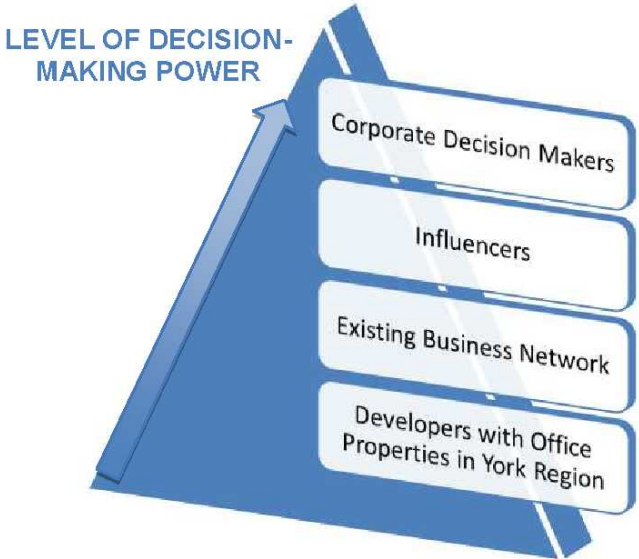 LEVEL OF DECISION-
MAKING POWER
Corporate Decision Makers
Influencers
Existing Business Network
Developers with Office
Properties in York Region